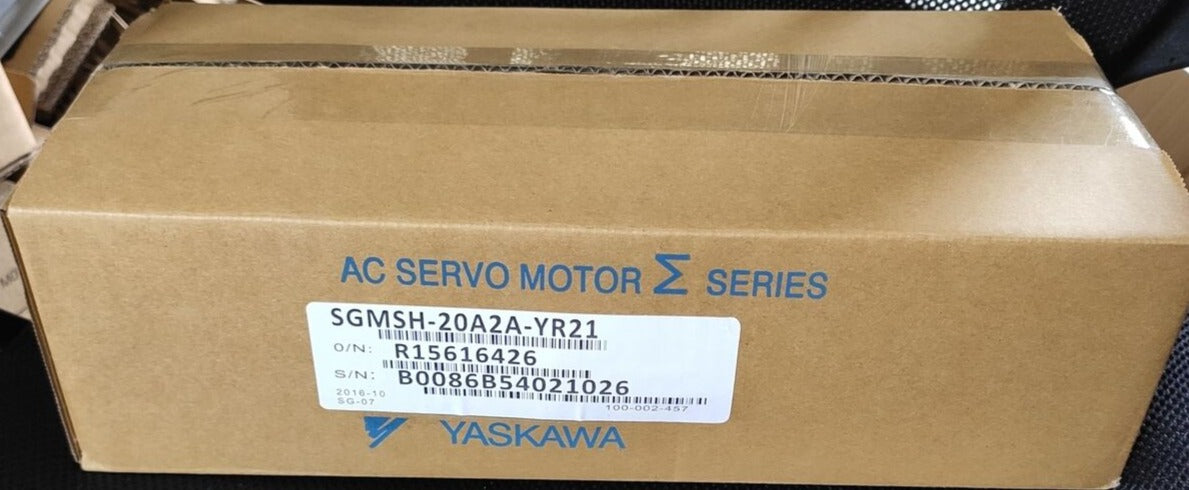 AC SERVO MOTOR Σ SERIES
SGMSH-20A2A-YR21
O/N: R15616426
S/N: B0086B54021026
2016-10
SG-07
100-002-457
YASKAWA